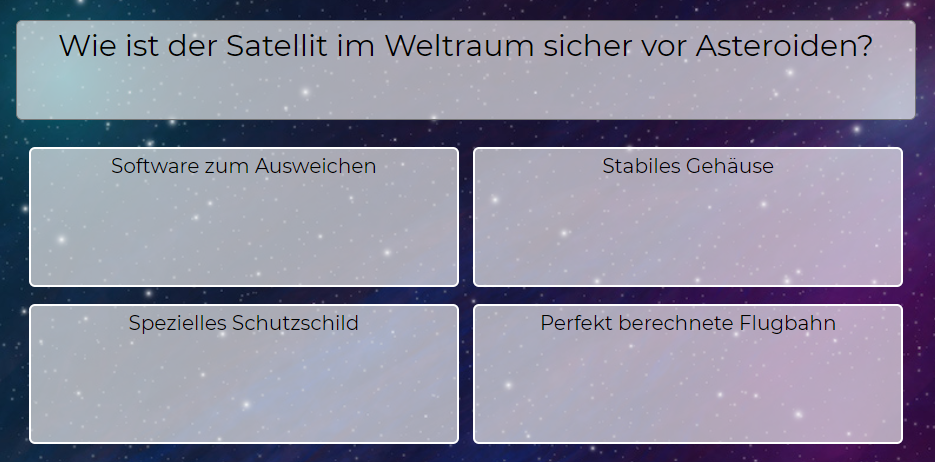 Wie ist der Satellit im Weltraum sicher vor Asteroiden?
Software zum Ausweichen
Stabiles Gehäuse
Spezielles Schutzschild
Perfekt berechnete Flugbahn